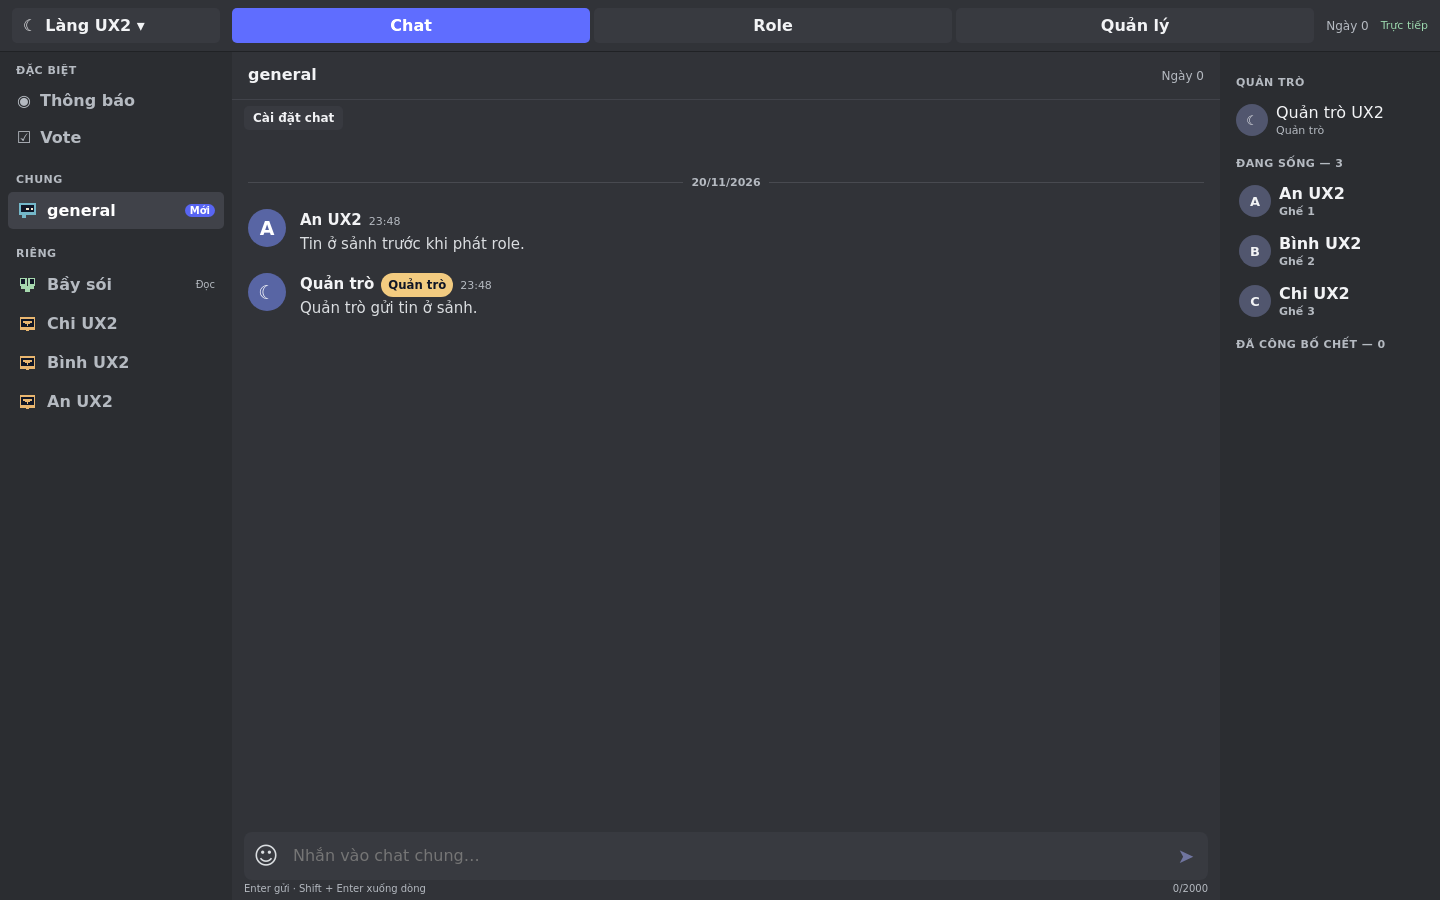 ☾ Làng UX2 ▾
Chat
Role
Quản lý
Ngày 0
Trực tiếp
ĐẶC BIỆT
Thông báo
Vote
CHUNG
general
Mới
RIÊNG
Bầy sói
Đọc
Chi UX2
Bình UX2
An UX2
general
Ngày 0
Cài đặt chat
20/11/2026
A
An UX2 23:48
Tin ở sảnh trước khi phát role.
Quản trò Quản trò 23:48
Quản trò gửi tin ở sảnh.
Nhắn vào chat chung…
Enter gửi · Shift + Enter xuống dòng
0/2000
QUẢN TRÒ
Quản trò UX2
Quản trò
ĐANG SỐNG — 3
A
An UX2
Ghế 1
B
Bình UX2
Ghế 2
C
Chi UX2
Ghế 3
ĐÃ CÔNG BỐ CHẾT — 0